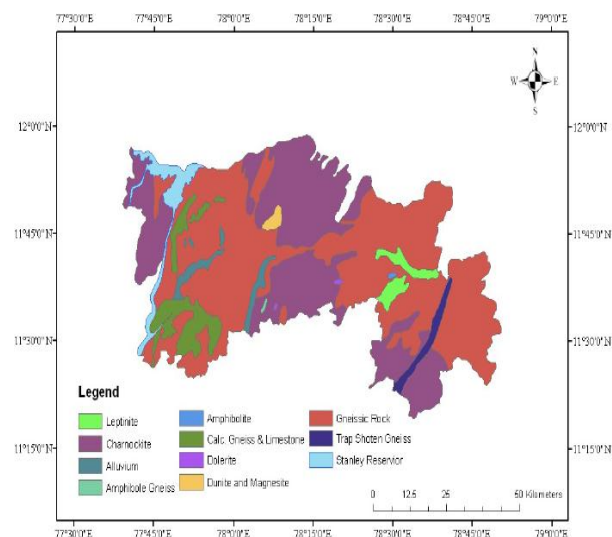 77°30'0"E 77°45'0"E 78°0'0"E 78°15'0"E 78°30'0"E 78°45'0"E 79°0'0"E
N
W E
S
12°0'0"N 12°0'0"N
11°45'0"N 11°45'0"N
11°30'0"N 11°30'0"N
11°15'0"N 11°15'0"N
Legend
Leptinite
Charnockite
Alluvium
Amphibole Gneiss
Amphibolite
Calc. Gneiss & Limestone
Dolerite
Dunite and Magnesite
Gneissic Rock
Trap Shoten Gneiss
Stanley Reservior
0 12.5 25 50 Kilometers
77°30'0"E 77°45'0"E 78°0'0"E 78°15'0"E 78°30'0"E 78°45'0"E 79°0'0"E